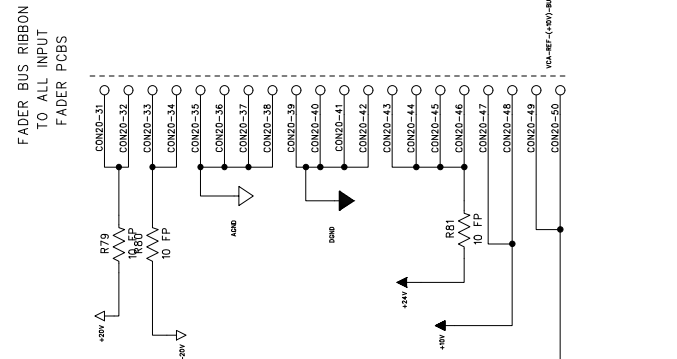 FADER BUS RIBBON
TO ALL INPUT
FADER PCBS
VCA-REF-(+10V)-BU
CON20-31
CON20-32
CON20-33
CON20-34
CON20-35
CON20-36
CON20-37
CON20-38
CON20-39
CON20-40
CON20-41
CON20-42
CON20-43
CON20-44
CON20-45
CON20-46
CON20-47
CON20-48
CON20-49
CON20-50
R79
10 FP
R80
10 FP
AGND
DGND
R81
10 FP
+20V
-20V
+24V
+10V